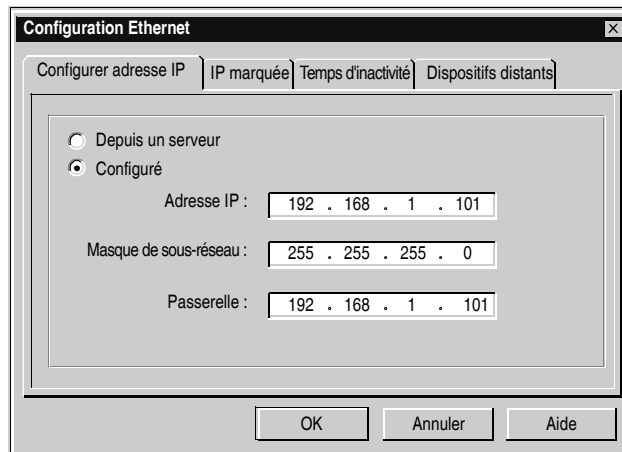 Configuration Ethernet
Configurer adresse IP IP marquée Temps d'inactivité Dispositifs distants
Depuis un serveur
Configuré
Adresse IP : 192 . 168 . 1 . 101
Masque de sous-réseau : 255 . 255 . 255 . 0
Passerelle : 192 . 168 . 1 . 101
OK Annuler Aide